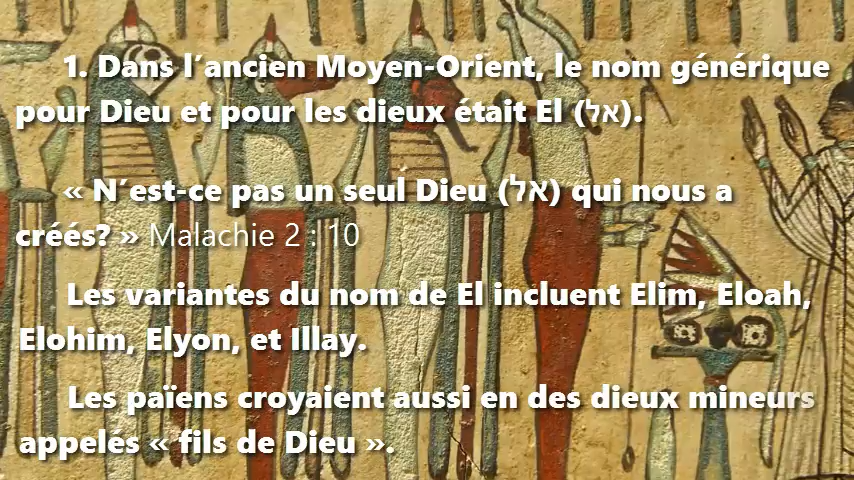 1. Dans l’ancien Moyen-Orient, le nom générique
pour Dieu et pour les dieux était El (אל).
« N’est-ce pas un seul Dieu (אֵל) qui nous a
créés? » Malachie 2 : 10
Les variantes du nom de El incluent Elim, Eloah,
Elohim, Elyon, et Illay.
Les païens croyaient aussi en des dieux mineurs
appelés « fils de Dieu ».